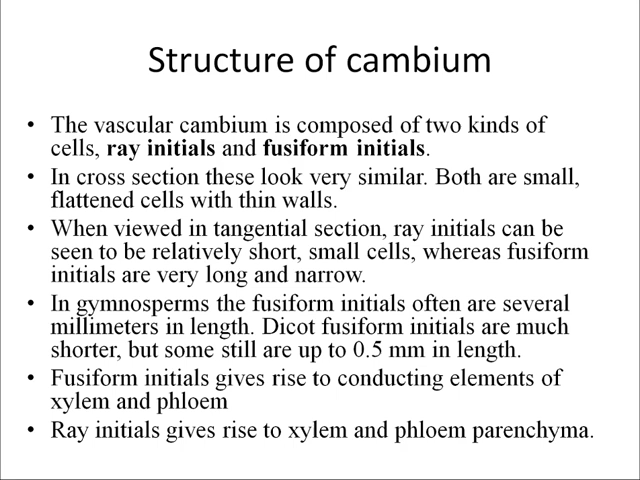 Structure of cambium
• The vascular cambium is composed of two kinds of
cells, ray initials and fusiform initials.
• In cross section these look very similar. Both are small,
flattened cells with thin walls.
• When viewed in tangential section, ray initials can be
seen to be relatively short, small cells, whereas fusiform
initials are very long and narrow.
• In gymnosperms the fusiform initials often are several
millimeters in length. Dicot fusiform initials are much
shorter, but some still are up to 0.5 mm in length.
• Fusiform initials gives rise to conducting elements of
xylem and phloem
• Ray initials gives rise to xylem and phloem parenchyma.